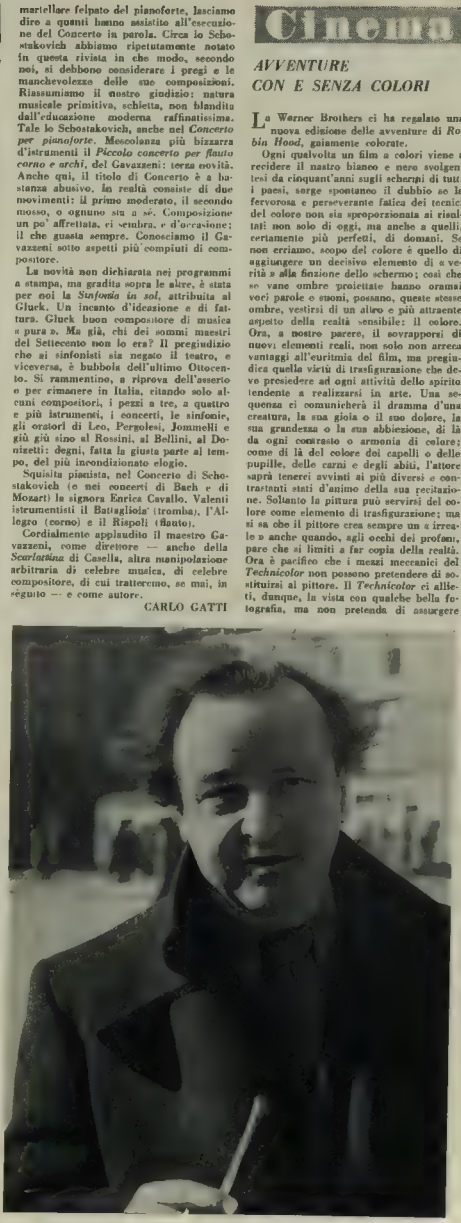 martellare felpato del pianoforte, lasciamo
dire a quanti hanno assistito all'esecuzio-
ne del Concerto in parola. Circa lo Scho-
stakovich abbiamo ripetutamente notato
in questa rivista in che modo, secondo
noi, si debbono considerare i pregi e le
manchevolezze delle sue composizioni.
Riassumiamo il nostro giudizio: natura
musicale primitiva, schietta, non blandita
dall'educazione moderna raffinatissima.
Tale lo Schostakovich, anche nel Concerto
per pianoforte. Mescolanza più bizzarra
d'istrumenti il Piccolo concerto per flauto
corno e archi, del Gavazzeni: terza novità.
Anche qui, il titolo di Concerto è a ba-
stanza abusivo. In realtà consiste di due
movimenti: il primo moderato, il secondo
mosso, o ognuno sta a sé. Composizione
un po' affrettata, ci sembra, e d'occasione;
il che guasta sempre. Conosciamo il Ga-
vazzeni sotto aspetti più compiuti di com-
positore.
La novità non dichiarata nei programmi
a stampa, ma gradita sopra le altre, è stata
per noi la Sinfonia in sol, attribuita al
Gluck. Un incanto d'ideazione e di fat-
tura. Gluck buon compositore di musica
« pura ». Ma già, chi dei sommi maestri
del Settecento non lo era? Il pregiudizio
che ai sinfonisti sia negato il teatro, e
viceversa, è bubbola dell'ultimo Ottocen-
to. Si rammentino, a riprova dell'asserto
e per rimanere in Italia, citando solo al-
cuni compositori, i pezzi a tre, a quattro
e più istrumenti, i concerti, le sinfonie,
gli oratori di Leo, Pergolesi, Jommelli e
giù giù sino al Rossini, al Bellini, al Do-
nizetti: degni, fatta la giusta parte al tem-
po, del più incondizionato elogio.
Squisita pianista, nel Concerto di Scho-
stakovich (e nei concerti di Bach e di
Mozart) la signora Enrica Cavallo. Valenti
istrumentisti il Battagliola (tromba), l'Al-
legro (corno) e il Rispoli (flauto).
Cordialmente applaudito il maestro Ga-
vazzeni, come direttore — anche della
Scarlattina di Casella, altra manipolazione
arbitraria di celebre musica, di celebre
compositore, di cui tratteremo, se mai, in
séguito — e come autore.
CARLO GATTI
Cinema
AVVENTURE
CON E SENZA COLORI
La Warner Brothers ci ha regalato una
nuova edizione delle avventure di Ro-
bin Hood, gaiamente colorate.
Ogni qualvolta un film a colori viene a
recidere il nastro bianco e nero svolgen-
tesi da cinquant'anni sugli schermi di tutti
i paesi, sorge spontaneo il dubbio se la
fervorosa e perseverante fatica dei tecnici
del colore non sia sproporzionata ai risul-
tati non solo di oggi, ma anche a quelli,
certamente più perfetti, di domani. Se
non erriamo, scopo del colore è quello di
aggiungere un decisivo elemento di « ve-
rità » alla finzione dello schermo; così che
se vane ombre proiettate hanno oramai
voci parole e suoni, possano, queste stesse
ombre, vestirsi di un altro e più attraente
aspetto della realtà sensibile: il colore.
Ora, a nostro parere, il sovrapporsi di
nuovi elementi reali, non solo non arreca
vantaggi all'euritmia del film, ma pregiu-
dica quella virtù di trasfigurazione che de-
ve presiedere ad ogni attività dello spirito
tendente a realizzarsi in arte. Una se-
quenza ci comunicherà il dramma d'una
creatura, la sua gioia o il suo dolore, la
sua grandezza o la sua abbiezione, di là
da ogni contrasto o armonia di colore;
come di là del colore dei capelli o delle
pupille, delle carni e degli abiti, l'attore
saprà tenerci avvinti ai più diversi e con-
trastanti stati d'animo della sua recitazio-
ne. Soltanto la pittura può servirsi del co-
lore come elemento di trasfigurazione; ma
si sa che il pittore crea sempre un « irrea-
le » anche quando, agli occhi dei profani,
pare che si limiti a far copia della realtà.
Ora è pacifico che i mezzi meccanici del
Technicolor non possono pretendere di so-
stituirsi al pittore. Il Technicolor ci allie-
ti, dunque, la vista con qualche bella fo-
tografia, ma non pretenda di assurgere